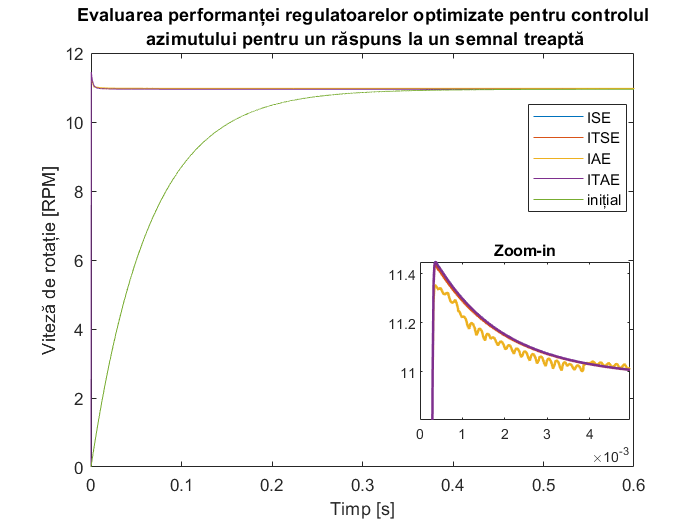 Evaluarea performanței regulatoarelor optimizate pentru controlul
azimutului pentru un răspuns la un semnal treaptă
12
10
8
6
4
2
0
Viteză de rotație [RPM]
ISE
ITSE
IAE
ITAE
inițial
Zoom-in
11.4
11.2
11
0 1 2 3 4
×10⁻³
0 0.1 0.2 0.3 0.4 0.5 0.6
Timp [s]